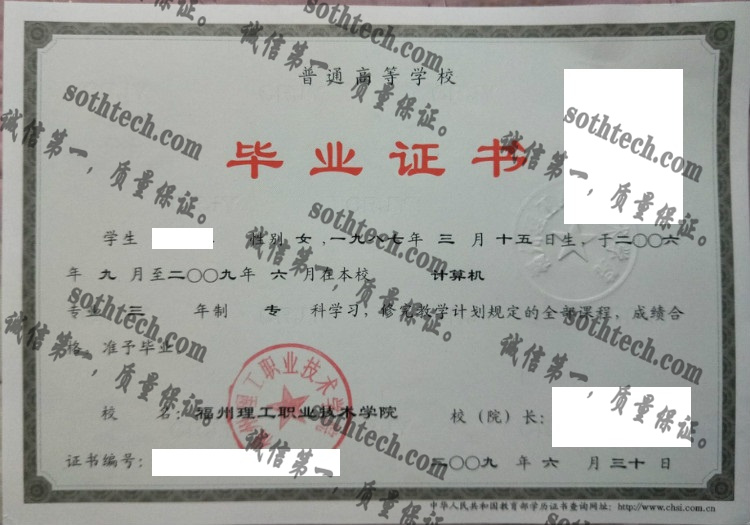 普通高等学校
毕业证书
学生 性别 女，一九八七年 三 月 十五 日生，于二〇〇六
年 九 月至二〇〇九年 六 月在本校 计算机
专业 三 年制 专 科学习，修完教学计划规定的全部课程，成绩合
格，准予毕业
校 名：福州理工职业技术学院 校（院）长：
证书编号： 二〇〇九 年 六 月 三十 日
中华人民共和国教育部学历证书查询网址：http://www.chsi.com.cn
sothtech.com
诚信第一，质量保证。